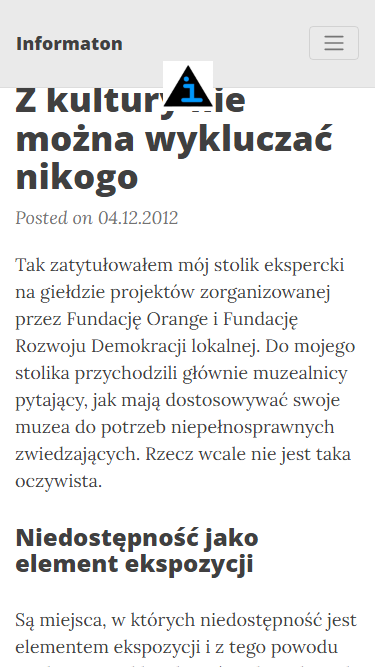 Informaton
i
Z kultury nie
można wykluczać
nikogo
Posted on 04.12.2012
Tak zatytułowałem mój stolik ekspercki
na giełdzie projektów zorganizowanej
przez Fundację Orange i Fundację
Rozwoju Demokracji lokalnej. Do mojego
stolika przychodzili głównie muzealnicy
pytający, jak mają dostosowywać swoje
muzea do potrzeb niepełnosprawnych
zwiedzających. Rzecz wcale nie jest taka
oczywista.
Niedostępność jako
element ekspozycji
Są miejsca, w których niedostępność jest
elementem ekspozycji i z tego powodu